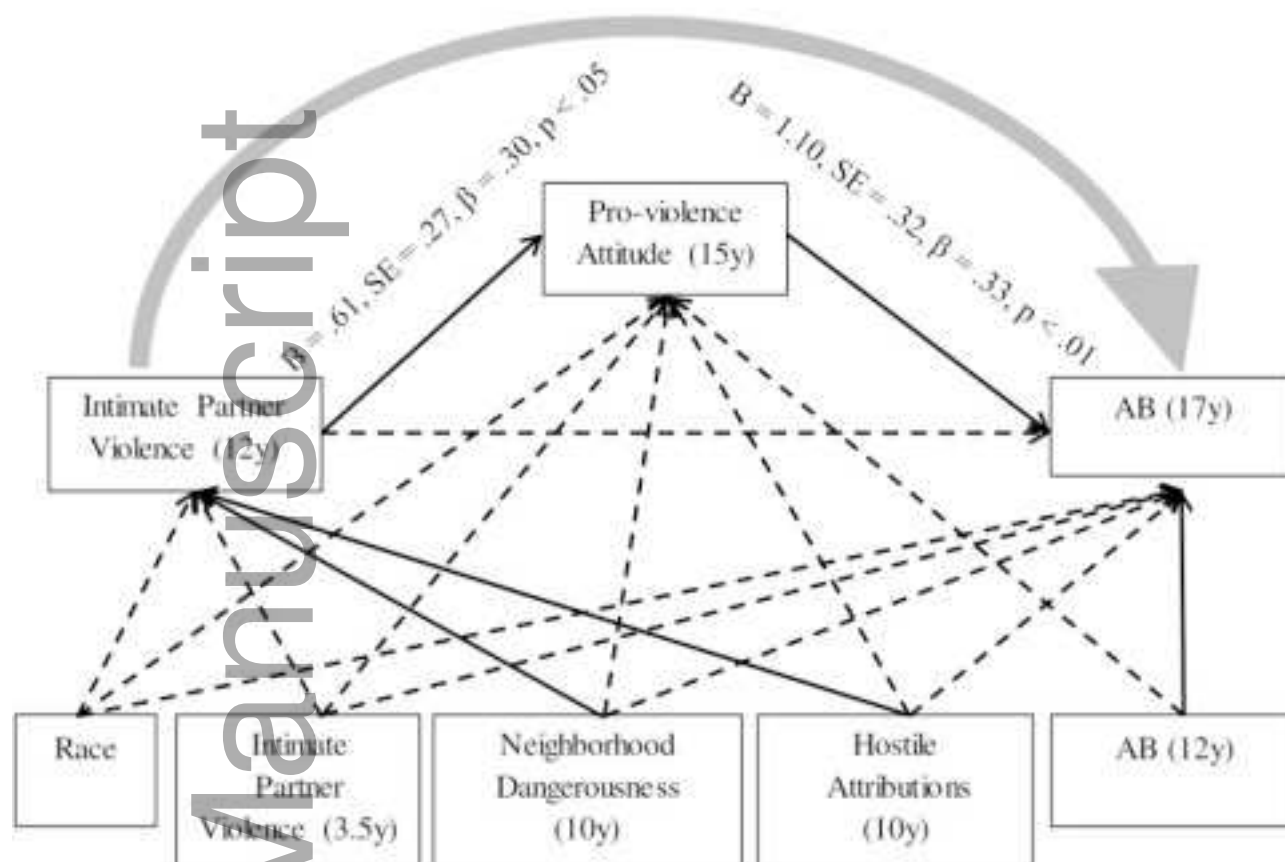 B = .61, SE = .27, β = .30, p < .05
B = 1.10, SE = .32, β = .33, p < .01
Pro-violence
Attitude (15y)
Intimate Partner
Violence (12y)
AB (17y)
Race
Intimate
Partner
Violence (3.5y)
Neighborhood
Dangerousness
(10y)
Hostile
Attributions
(10y)
AB (12y)
Manuscript